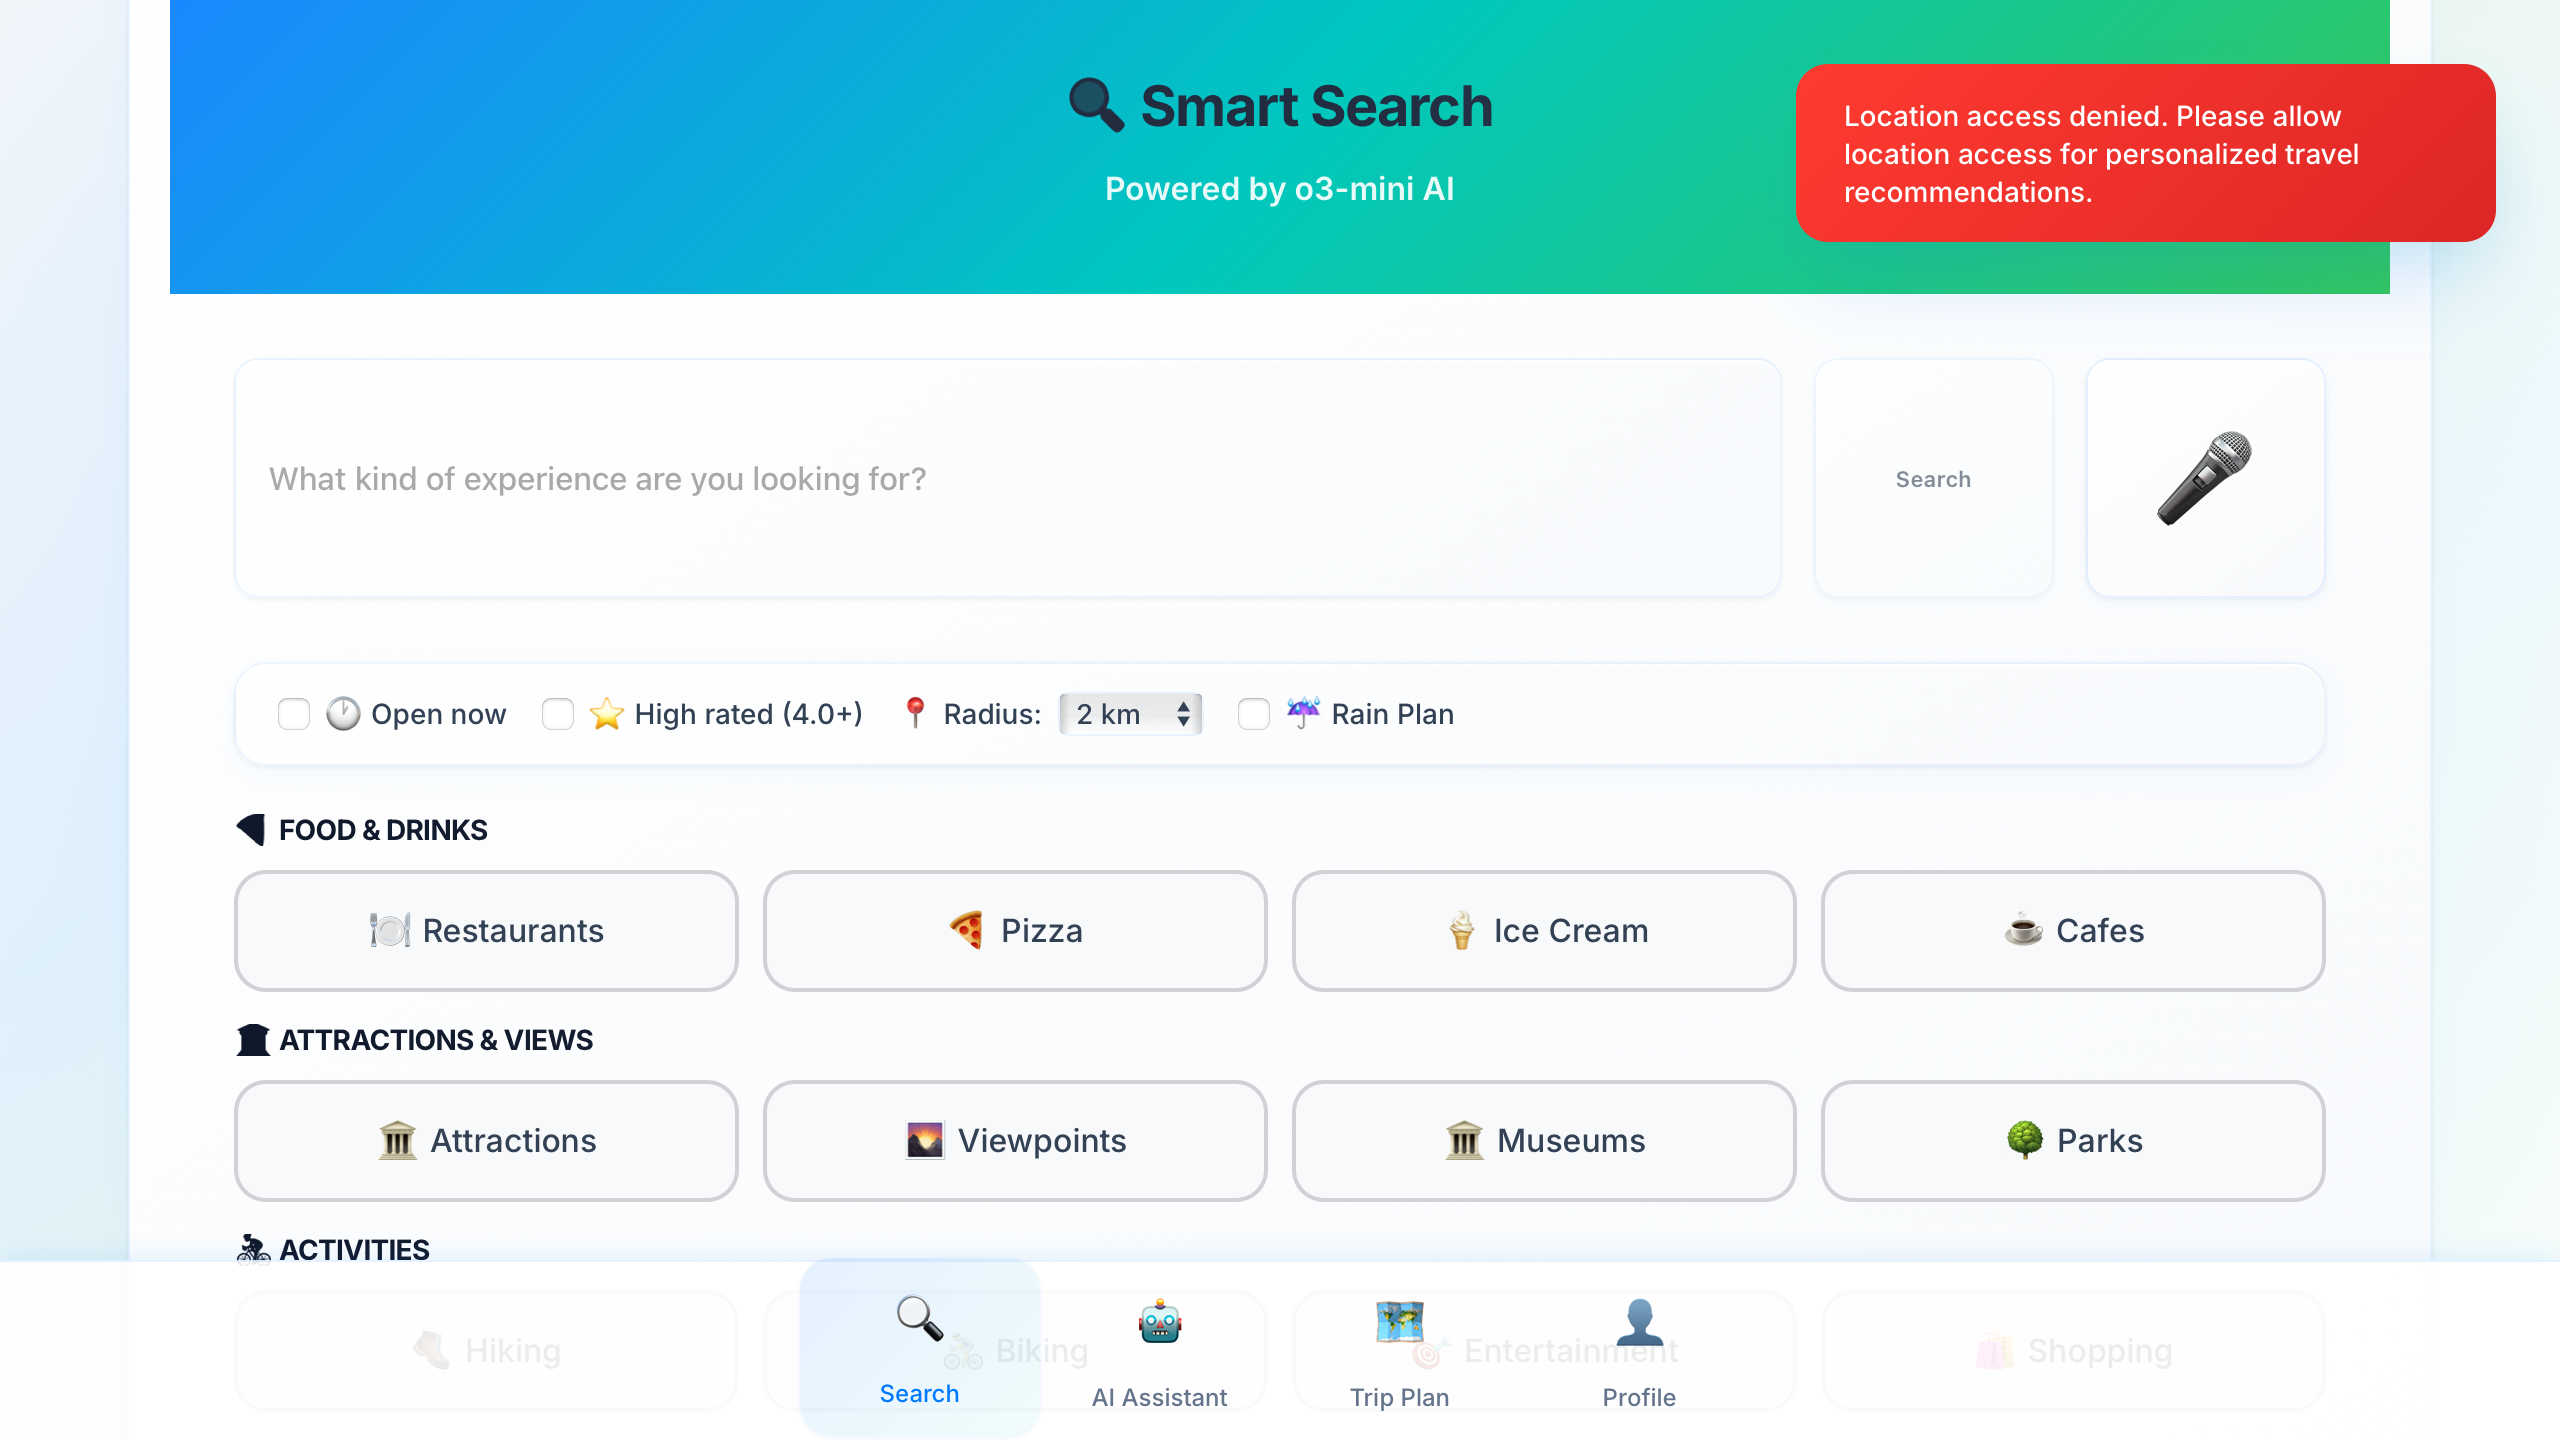 Smart Search
Powered by o3-mini AI
Location access denied. Please allow
location access for personalized travel
recommendations.
What kind of experience are you looking for?
Search
Open now
High rated (4.0+)
Radius:
2 km
Rain Plan
FOOD & DRINKS
Restaurants
Pizza
Ice Cream
Cafes
ATTRACTIONS & VIEWS
Attractions
Viewpoints
Museums
Parks
ACTIVITIES
Hiking
Biking
Entertainment
Shopping
Search
AI Assistant
Trip Plan
Profile